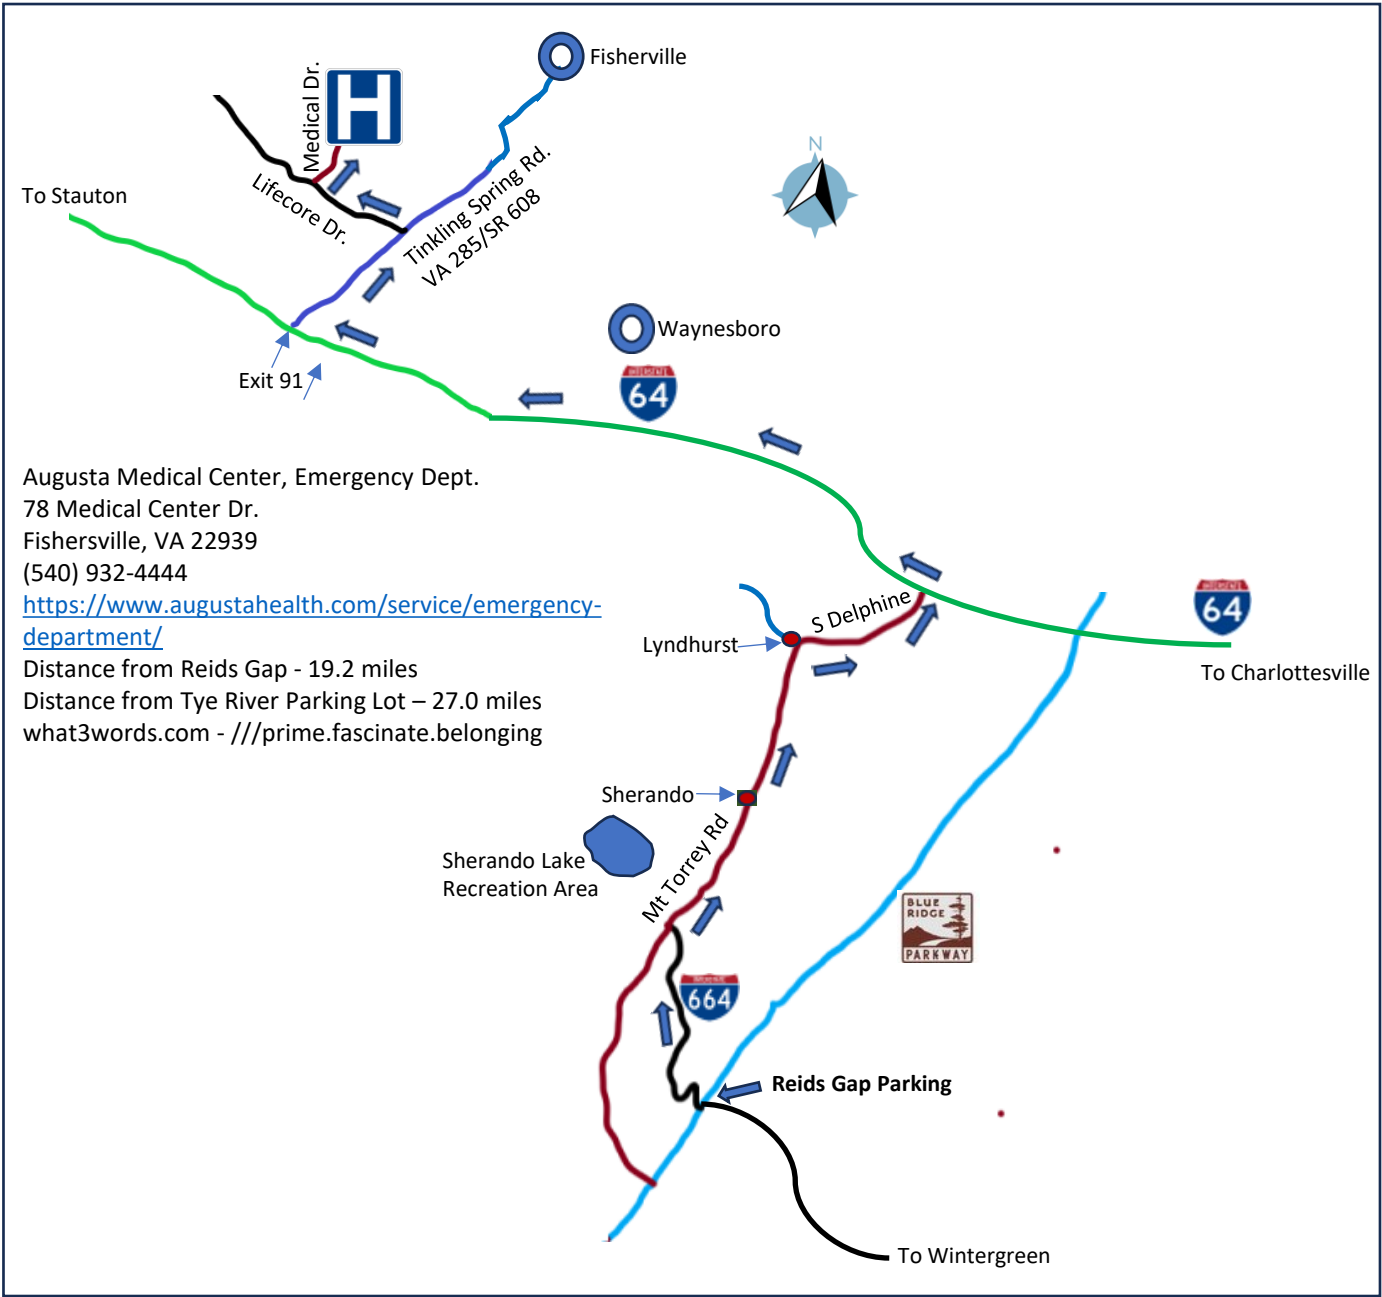 Fisherville
Medical Dr.
H
N
To Stauton
Lifecore Dr.
Tinkling Spring Rd.
VA 285/SR 608
Waynesboro
Exit 91
INTERSTATE
64
Augusta Medical Center, Emergency Dept.
78 Medical Center Dr.
Fishersville, VA 22939
(540) 932-4444
https://www.augustahealth.com/service/emergency-
department/
Distance from Reids Gap - 19.2 miles
Distance from Tye River Parking Lot – 27.0 miles
what3words.com - ///prime.fascinate.belonging
S Delphine
Lyndhurst
INTERSTATE
64
To Charlottesville
Sherando
Sherando Lake
Recreation Area
Mt Torrey Rd
BLUE
RIDGE
PARKWAY
INTERSTATE
664
Reids Gap Parking
To Wintergreen